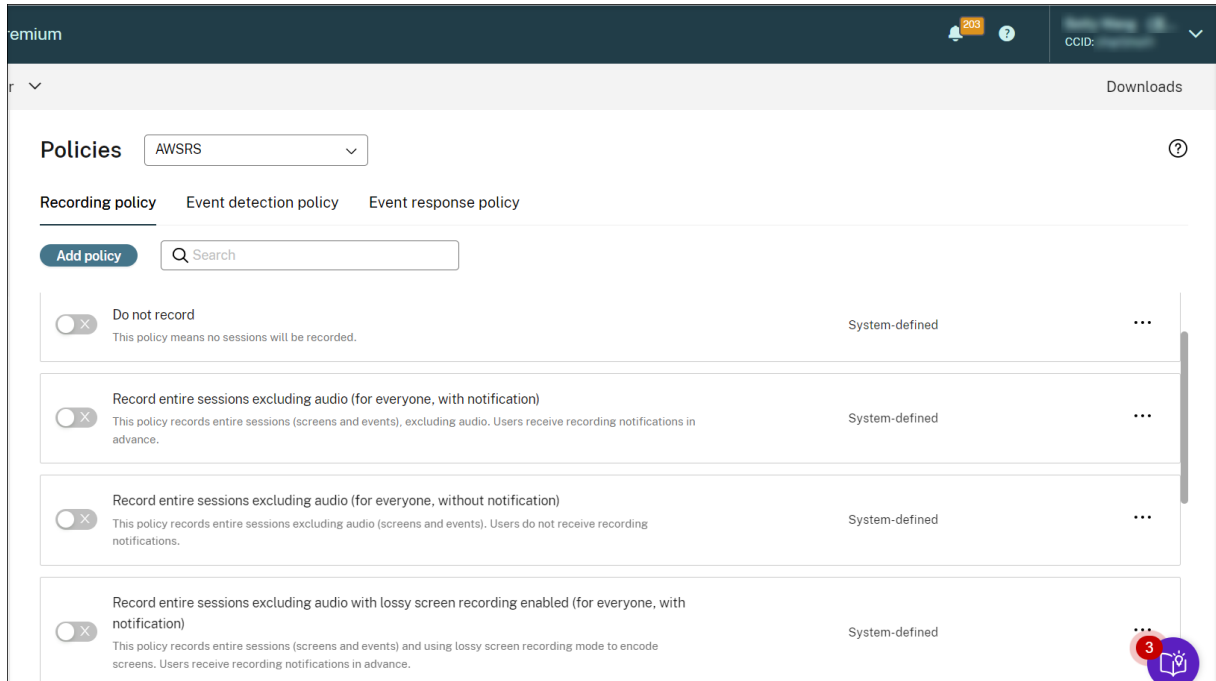 remium
203
?
CCID:
r
Downloads
Policies
AWSRS
?
Recording policy
Event detection policy
Event response policy
Add policy
Search
Do not record
This policy means no sessions will be recorded.
System-defined
...
Record entire sessions excluding audio (for everyone, with notification)
This policy records entire sessions (screens and events), excluding audio. Users receive recording notifications in
advance.
System-defined
...
Record entire sessions excluding audio (for everyone, without notification)
This policy records entire sessions excluding audio (screens and events). Users do not receive recording
notifications.
System-defined
...
Record entire sessions excluding audio with lossy screen recording enabled (for everyone, with
notification)
This policy records entire sessions (screens and events) and using lossy screen recording mode to encode
screens. Users receive recording notifications in advance.
System-defined
...
3